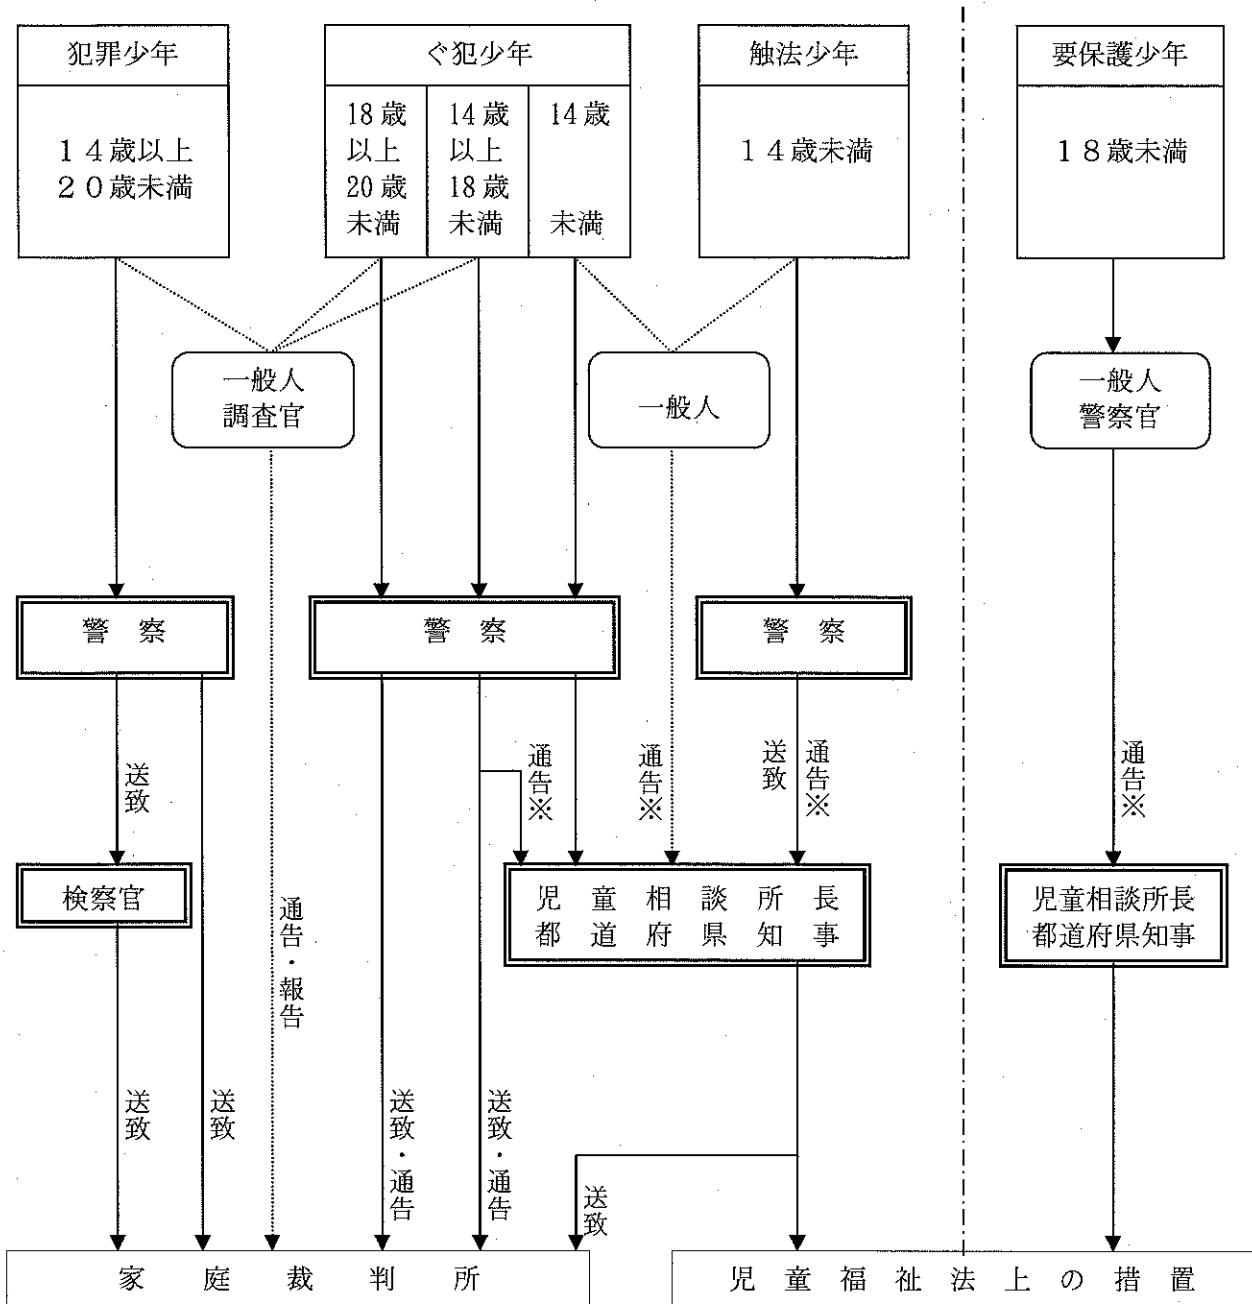 犯罪少年
ぐ犯少年
触法少年
要保護少年
１４歳以上
２０歳未満
18歳
以上
20歳
未満
14歳
以上
18歳
未満
14歳
未満
１４歳未満
１８歳未満
一般人
調査官
一般人
一般人
警察官
警　察
警　察
警　察
送致
通告※
通告※
送致
通告※
通告※
検察官
児童相談所長
都道府県知事
児童相談所長
都道府県知事
通告・報告
送致
送致
送致・通告
送致・通告
送致
家庭裁判所
児童福祉法上の措置